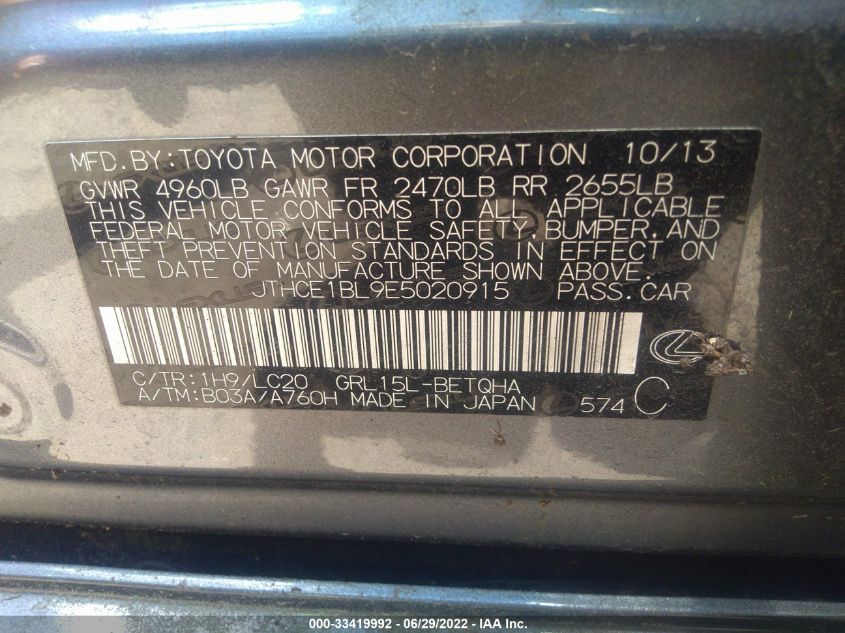 MFD.BY:TOYOTA MOTOR CORPORATION 10/13
GVWR 4960LB GAWR FR 2470LB RR 2655LB
THIS VEHICLE CONFORMS TO ALL APPLICABLE
FEDERAL MOTOR VEHICLE SAFETY,BUMPER,AND
THEFT PREVENTION STANDARDS IN EFFECT ON
THE DATE OF MANUFACTURE SHOWN ABOVE.
JTHCE1BL9E5020915 PASS.CAR
C/TR:1H9/LC20 GRL15L-BETQHA
A/TM:B03A/A760H MADE IN JAPAN 574 C
000-33419992 - 06/29/2022 - IAA Inc.